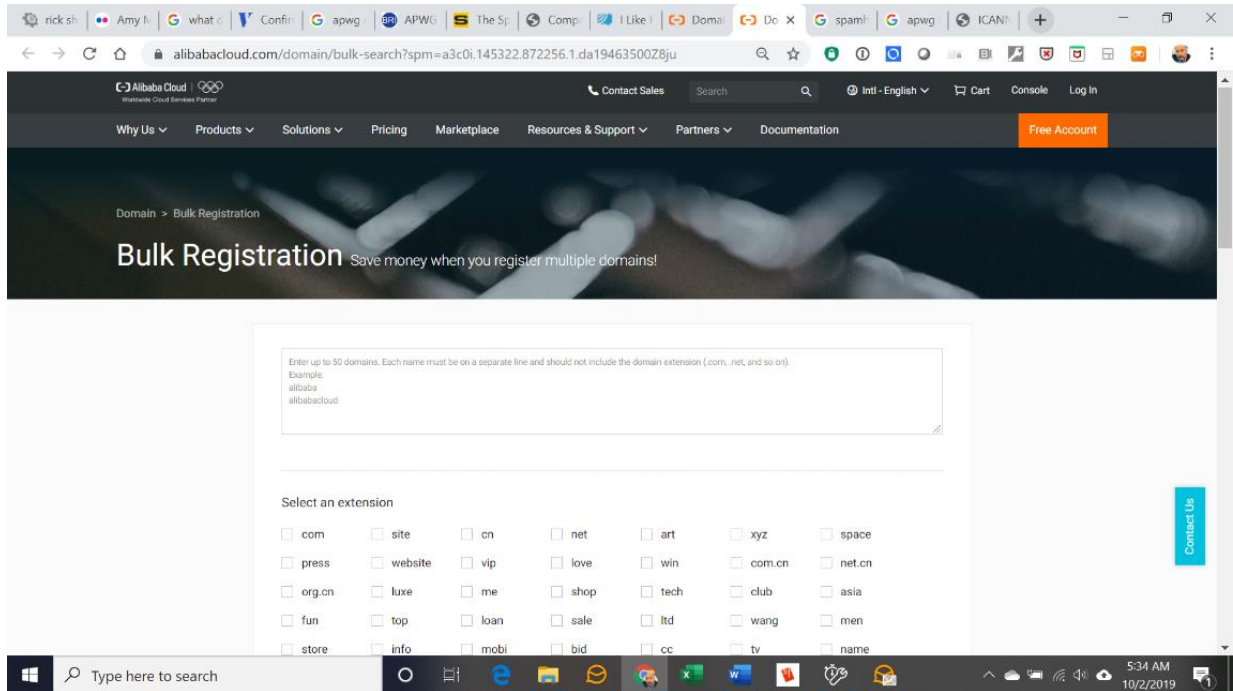 rick sh Amy N G what c Confirm G apwg APWG The Sp Comp I Like Domai Do G spamh G apwg ICANN
alibabacloud.com/domain/bulk-search?spm=a3c0i.145322.872256.1.da19463500Z8ju
Alibaba Cloud
Worldwide Cloud Services Partner
Contact Sales Search Intl - English Cart Console Log In
Why Us Products Solutions Pricing Marketplace Resources & Support Partners Documentation Free Account
Domain > Bulk Registration
Bulk Registration Save money when you register multiple domains!
Enter up to 50 domains. Each name must be on a separate line and should not include the domain extension (.com, .net, and so on).
Example:
alibaba
alibabacloud
Select an extension
com site cn net art xyz space
press website vip love win com.cn net.cn
org.cn luxe me shop tech club asia
fun top loan sale ltd wang men
store info mobi bid cc tv name
Contact Us
Type here to search
5:34 AM
10/2/2019